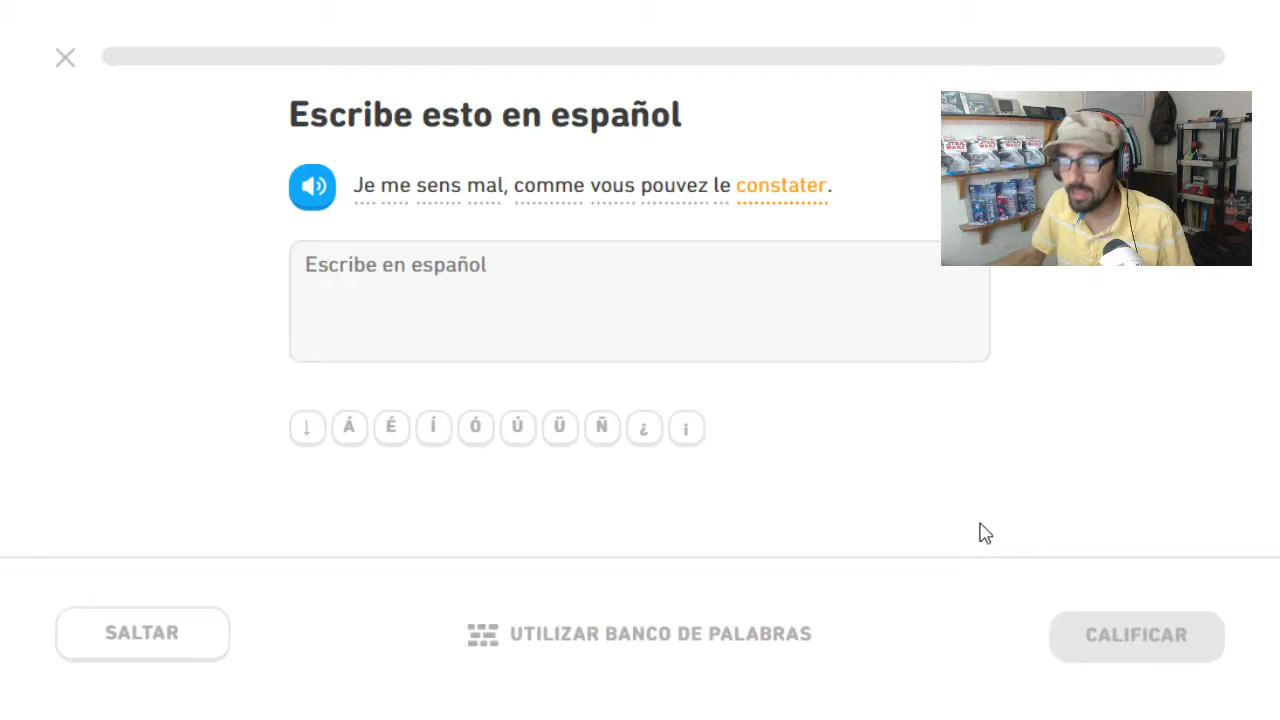 Escribe esto en español
Je me sens mal, comme vous pouvez le constater.
Escribe en español
↓ Á É Í Ó Ú Ü Ñ ¿ ¡
SALTAR
UTILIZAR BANCO DE PALABRAS
CALIFICAR